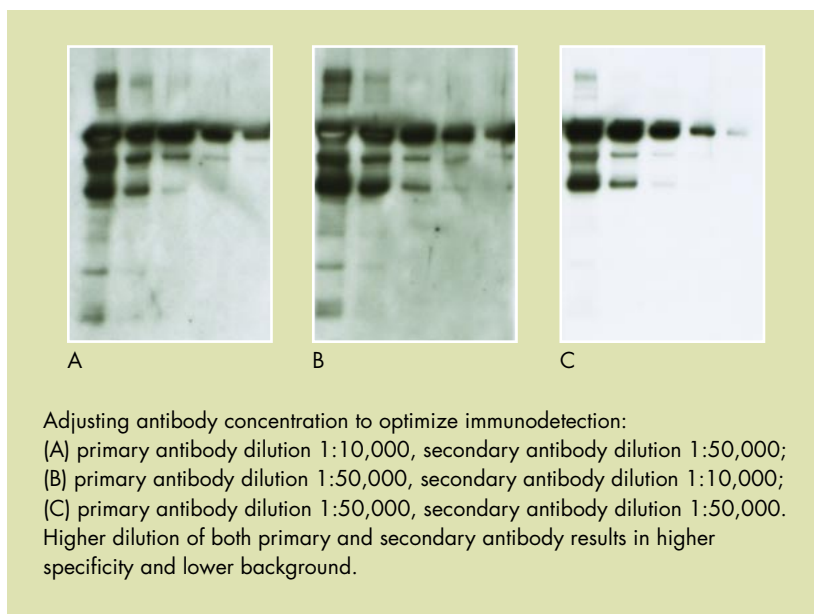 A B C
Adjusting antibody concentration to optimize immunodetection:
(A) primary antibody dilution 1:10,000, secondary antibody dilution 1:50,000;
(B) primary antibody dilution 1:50,000, secondary antibody dilution 1:10,000;
(C) primary antibody dilution 1:50,000, secondary antibody dilution 1:50,000.
Higher dilution of both primary and secondary antibody results in higher
specificity and lower background.